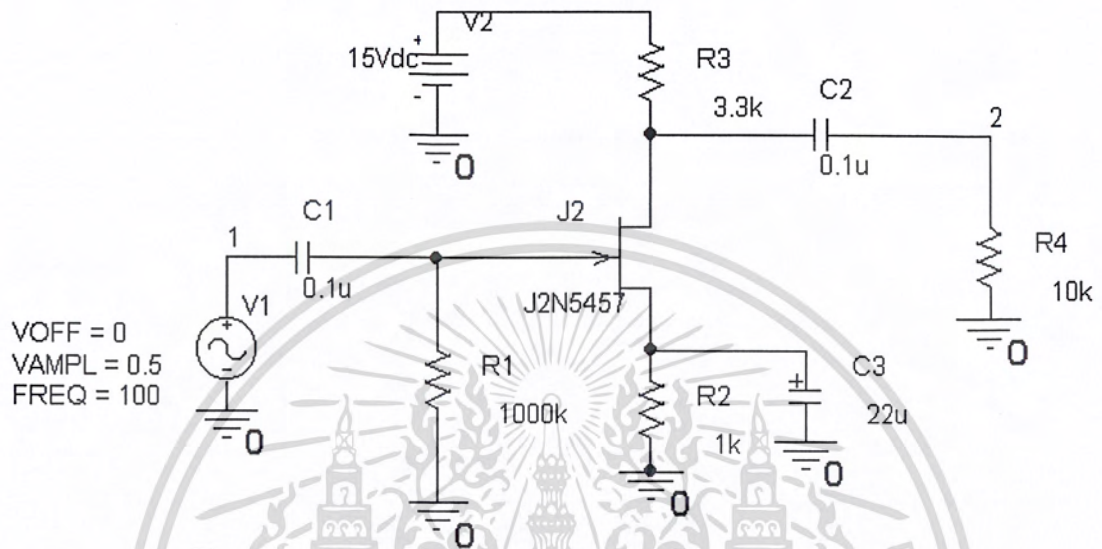 V2
15Vdc
R3
3.3k
C2
0.1u
2
0
C1
0.1u
1
J2
J2N5457
R4
10k
0
V1
VOFF = 0
VAMPL = 0.5
FREQ = 100
0
R1
1000k
0
R2
1k
0
C3
22u
0